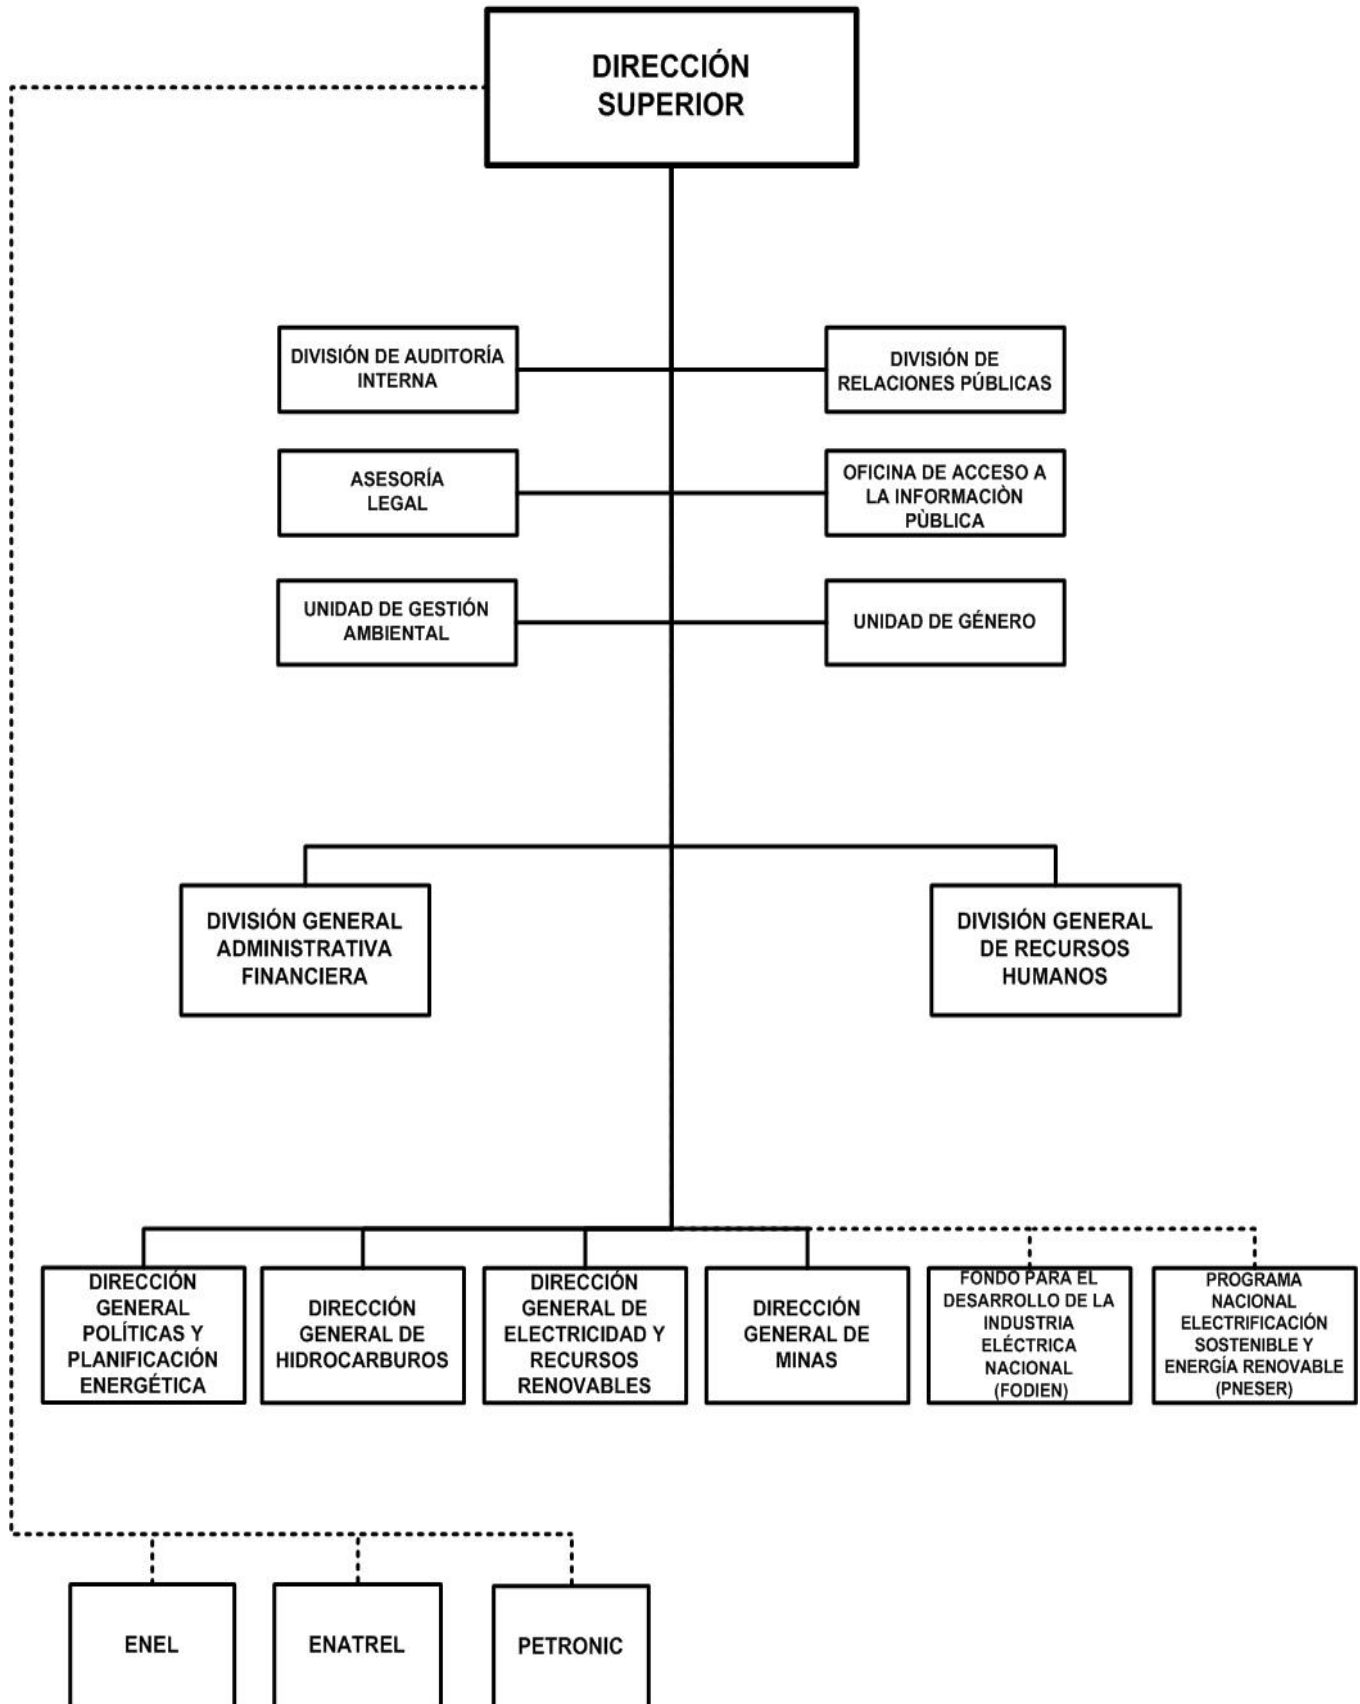 DIRECCIÓN
SUPERIOR
DIVISIÓN DE AUDITORÍA
INTERNA
DIVISIÓN DE
RELACIONES PÚBLICAS
ASESORÍA
LEGAL
OFICINA DE ACCESO A
LA INFORMACIÒN
PÙBLICA
UNIDAD DE GESTIÓN
AMBIENTAL
UNIDAD DE GÉNERO
DIVISIÓN GENERAL
ADMINISTRATIVA
FINANCIERA
DIVISIÓN GENERAL
DE RECURSOS
HUMANOS
DIRECCIÓN
GENERAL
POLÍTICAS Y
PLANIFICACIÓN
ENERGÉTICA
DIRECCIÓN
GENERAL DE
HIDROCARBUROS
DIRECCIÓN
GENERAL DE
ELECTRICIDAD Y
RECURSOS
RENOVABLES
DIRECCIÓN
GENERAL DE
MINAS
FONDO PARA EL
DESARROLLO DE LA
INDUSTRIA
ELÉCTRICA
NACIONAL
(FODIEN)
PROGRAMA
NACIONAL
ELECTRIFICACIÓN
SOSTENIBLE Y
ENERGÍA RENOVABLE
(PNESER)
ENEL
ENATREL
PETRONIC